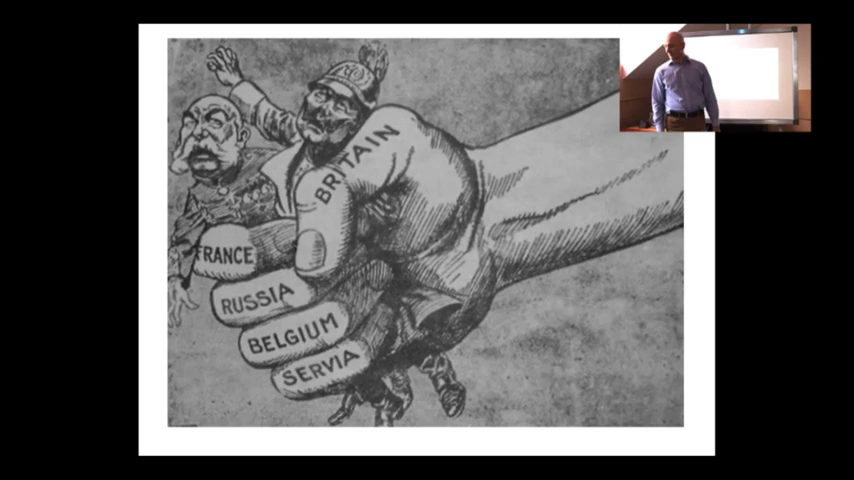 BRITAIN
FRANCE
RUSSIA
BELGIUM
SERVIA